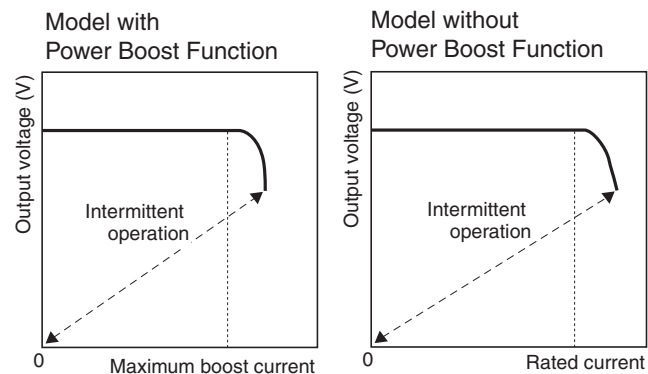 Model with
Power Boost Function
Output voltage (V)
Intermittent
operation
0
Maximum boost current
Model without
Power Boost Function
Output voltage (V)
Intermittent
operation
0
Rated current